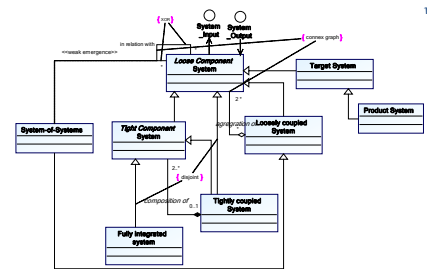 1
{ xor }
System
_Input
System
_Output
in relation with
{ connex graph }
<<weak emergence>>
*
Loose Component
System
Target System
2..*
Product System
System-of-Systems
Tight Component
System
agregration of
Loosely coupled
System
2..*
{ disjoint }
composition of
0..1
Tightly coupled
System
Fully integrated
system